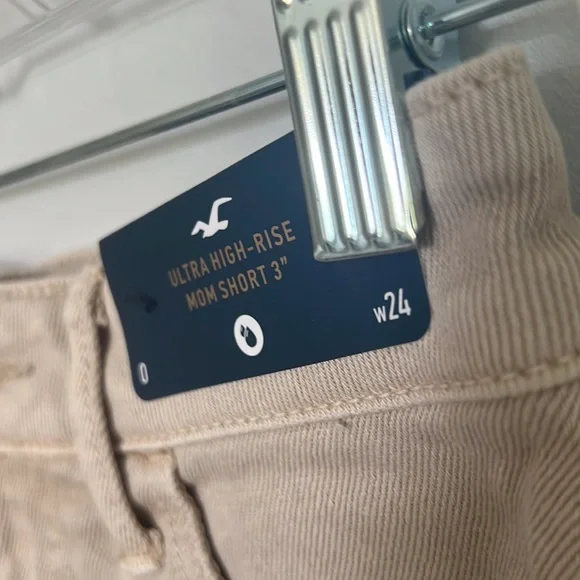 ULTRA HIGH-RISE
MOM SHORT 3"
0
W24